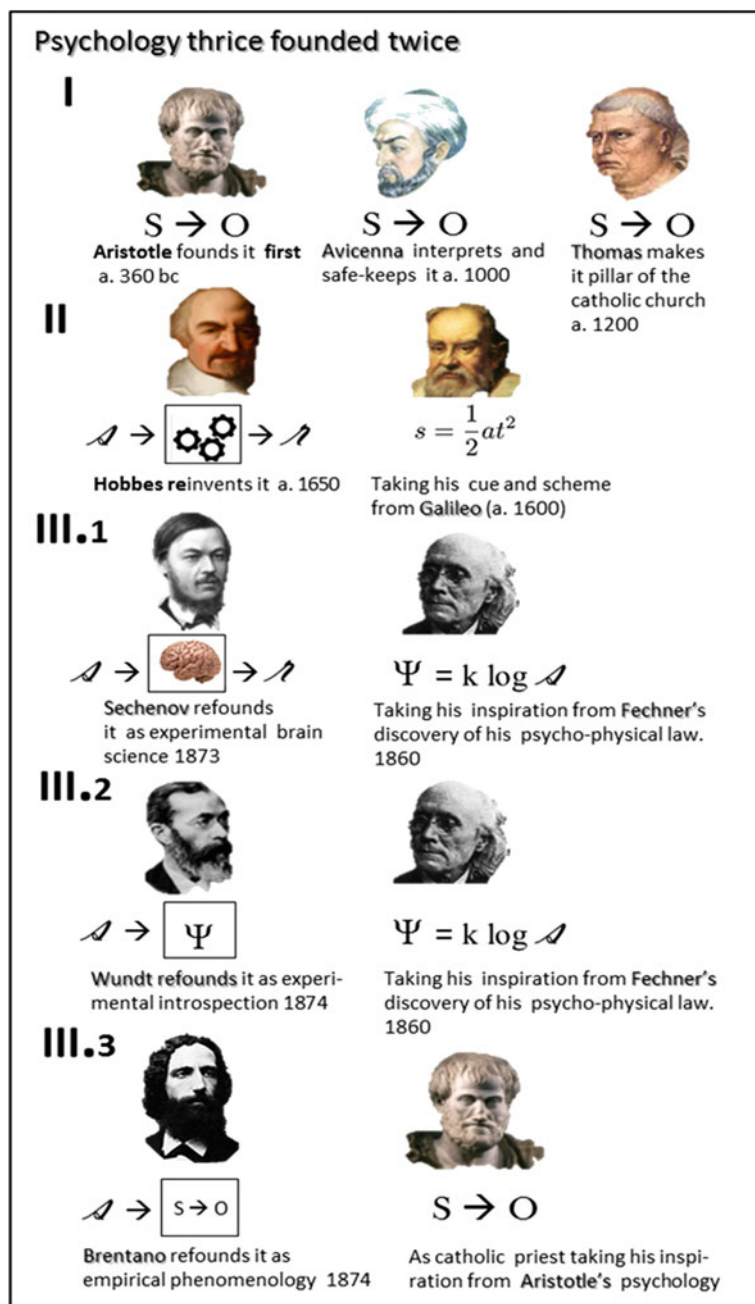 Psychology thrice founded twice
I
S → O
S → O
S → O
Aristotle founds it first
a. 360 bc
Avicenna interprets and
safe-keeps it a. 1000
Thomas makes
it pillar of the
catholic church
a. 1200
II
𝓈 → → 𝓇
s = 1/2 at²
Hobbes reinvents it a. 1650
Taking his cue and scheme
from Galileo (a. 1600)
III.1
𝓈 → → 𝓇
Ψ = k log 𝓈
Sechenov refounds
it as experimental brain
science 1873
Taking his inspiration from Fechner's
discovery of his psycho-physical law.
1860
III.2
𝓈 → Ψ
Ψ = k log 𝓈
Wundt refounds it as experi-
mental introspection 1874
Taking his inspiration from Fechner's
discovery of his psycho-physical law.
1860
III.3
𝓈 → S → O
S → O
Brentano refounds it as
empirical phenomenology 1874
As catholic priest taking his inspi-
ration from Aristotle's psychology